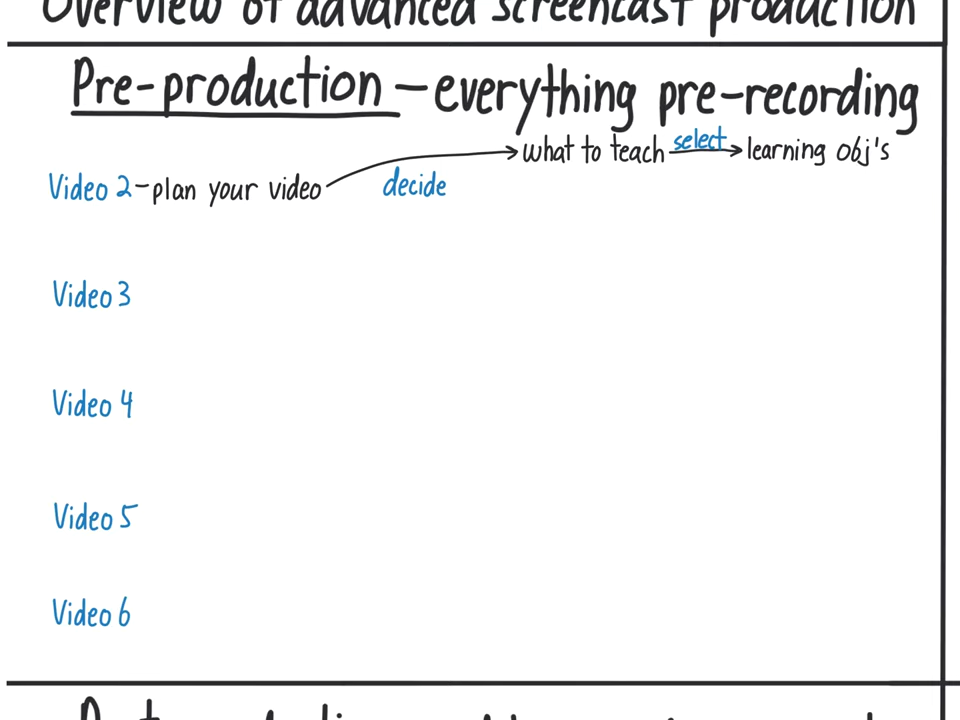 Overview of advanced screencast production
Pre-production – everything pre-recording
what to teach select learning obj's
Video 2 – plan your video decide
Video 3
Video 4
Video 5
Video 6